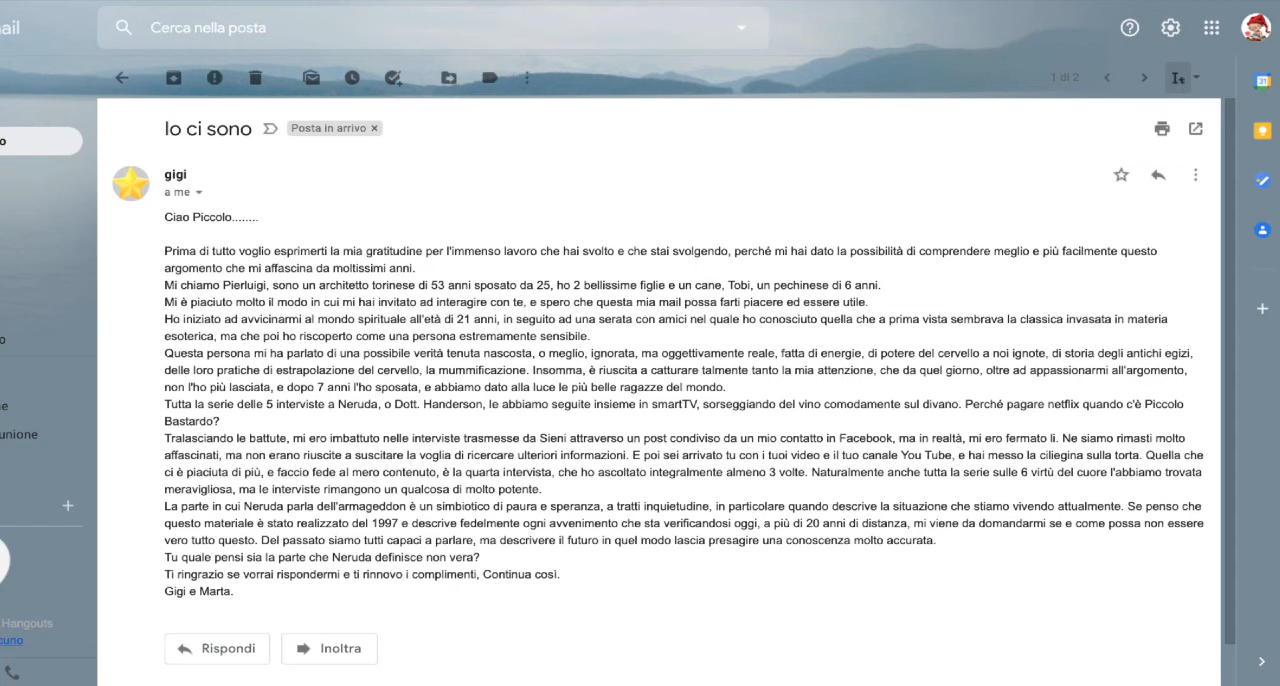 ail
Cerca nella posta
1 di 2
o
Io ci sono
Posta in arrivo ×
gigi
a me
Ciao Piccolo........
Prima di tutto voglio esprimerti la mia gratitudine per l'immenso lavoro che hai svolto e che stai svolgendo, perché mi hai dato la possibilità di comprendere meglio e più facilmente questo
argomento che mi affascina da moltissimi anni.
Mi chiamo Pierluigi, sono un architetto torinese di 53 anni sposato da 25, ho 2 bellissime figlie e un cane, Tobi, un pechinese di 6 anni.
Mi è piaciuto molto il modo in cui mi hai invitato ad interagire con te, e spero che questa mia mail possa farti piacere ed essere utile.
Ho iniziato ad avvicinarmi al mondo spirituale all'età di 21 anni, in seguito ad una serata con amici nel quale ho conosciuto quella che a prima vista sembrava la classica invasata in materia
esoterica, ma che poi ho riscoperto come una persona estremamente sensibile.
Questa persona mi ha parlato di una possibile verità tenuta nascosta, o meglio, ignorata, ma oggettivamente reale, fatta di energie, di potere del cervello a noi ignote, di storia degli antichi egizi,
delle loro pratiche di estrapolazione del cervello, la mummificazione. Insomma, è riuscita a catturare talmente tanto la mia attenzione, che da quel giorno, oltre ad appassionarmi all'argomento,
non l'ho più lasciata, e dopo 7 anni l'ho sposata, e abbiamo dato alla luce le più belle ragazze del mondo.
Tutta la serie delle 5 interviste a Neruda, o Dott. Handerson, le abbiamo seguite insieme in smartTV, sorseggiando del vino comodamente sul divano. Perché pagare netflix quando c'è Piccolo
Bastardo?
Tralasciando le battute, mi ero imbattuto nelle interviste trasmesse da Sieni attraverso un post condiviso da un mio contatto in Facebook, ma in realtà, mi ero fermato lì. Ne siamo rimasti molto
affascinati, ma non erano riuscite a suscitare la voglia di ricercare ulteriori informazioni. E poi sei arrivato tu con i tuoi video e il tuo canale You Tube, e hai messo la ciliegina sulla torta. Quella che
ci è piaciuta di più, e faccio fede al mero contenuto, è la quarta intervista, che ho ascoltato integralmente almeno 3 volte. Naturalmente anche tutta la serie sulle 6 virtù del cuore l'abbiamo trovata
meravigliosa, ma le interviste rimangono un qualcosa di molto potente.
La parte in cui Neruda parla dell'armageddon è un simbiotico di paura e speranza, a tratti inquietudine, in particolare quando descrive la situazione che stiamo vivendo attualmente. Se penso che
questo materiale è stato realizzato del 1997 e descrive fedelmente ogni avvenimento che sta verificandosi oggi, a più di 20 anni di distanza, mi viene da domandarmi se e come possa non essere
vero tutto questo. Del passato siamo tutti capaci a parlare, ma descrivere il futuro in quel modo lascia presagire una conoscenza molto accurata.
Tu quale pensi sia la parte che Neruda definisce non vera?
Ti ringrazio se vorrai rispondermi e ti rinnovo i complimenti, Continua così.
Gigi e Marta.
Rispondi
Inoltra
o
e
unione
Hangouts
cuno
31